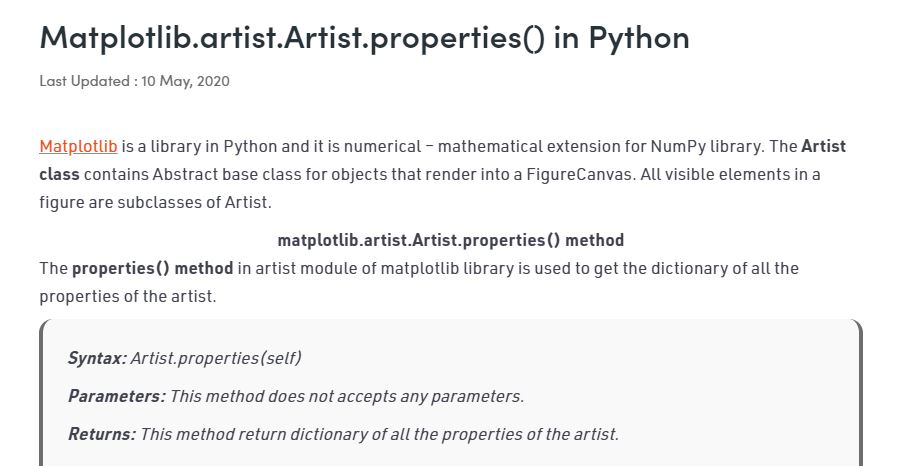 Matplotlib.artist.Artist.properties() in Python
Last Updated : 10 May, 2020
Matplotlib is a library in Python and it is numerical – mathematical extension for NumPy library. The Artist
class contains Abstract base class for objects that render into a FigureCanvas. All visible elements in a
figure are subclasses of Artist.
matplotlib.artist.Artist.properties() method
The properties() method in artist module of matplotlib library is used to get the dictionary of all the
properties of the artist.
Syntax: Artist.properties(self)
Parameters: This method does not accepts any parameters.
Returns: This method return dictionary of all the properties of the artist.